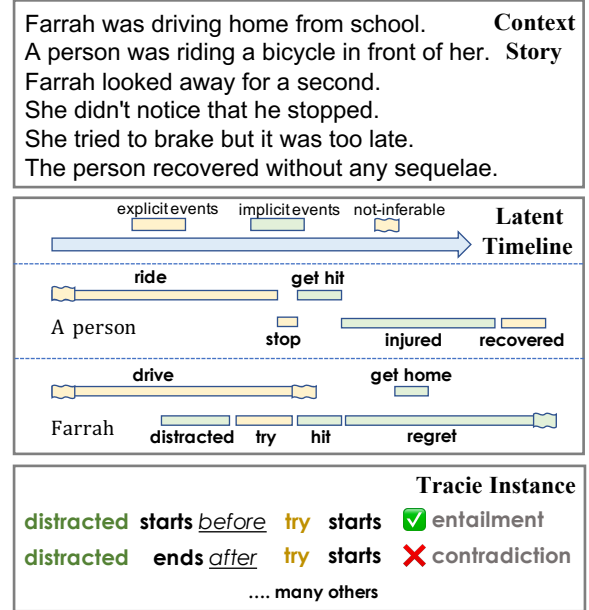 Farrah was driving home from school. Context
A person was riding a bicycle in front of her. Story
Farrah looked away for a second.
She didn't notice that he stopped.
She tried to brake but it was too late.
The person recovered without any sequelae.
explicit events implicit events not-inferable Latent
Timeline
ride get hit
A person
stop injured recovered
drive get home
Farrah
distracted try hit regret
Tracie Instance
distracted starts before try starts entailment
distracted ends after try starts contradiction
.... many others